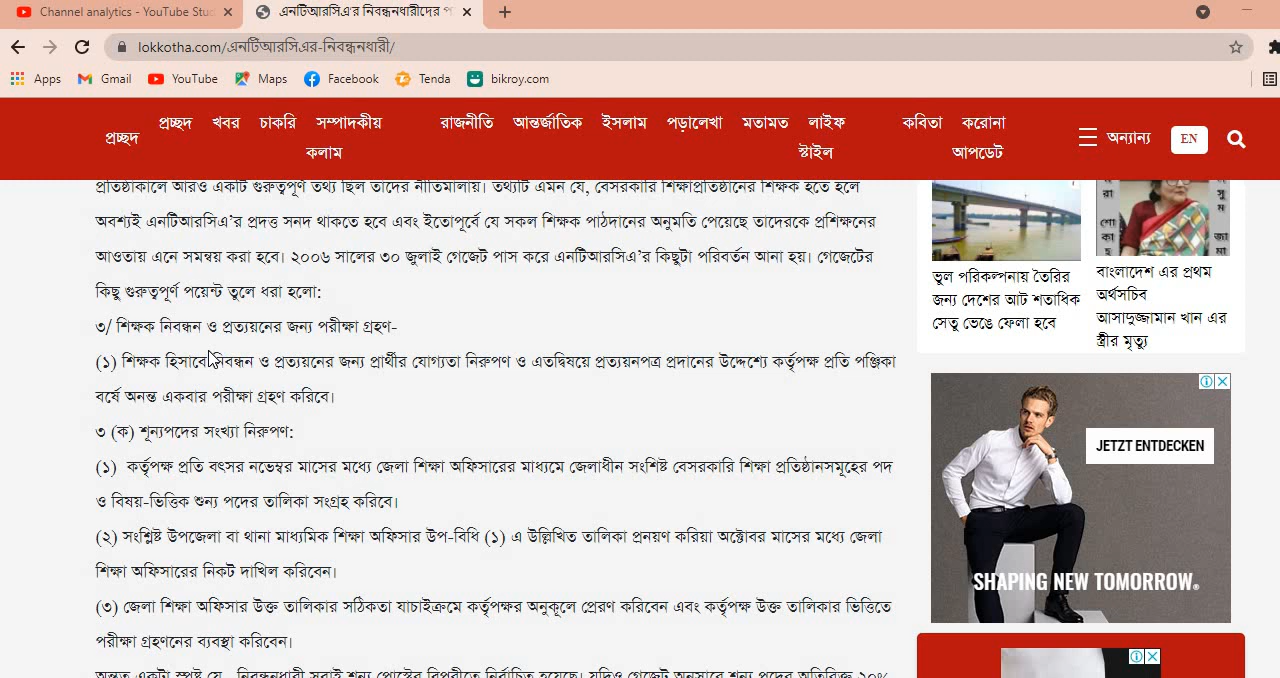 Channel analytics - YouTube Stud
এনটিআরসিএ'র নিবন্ধনধারীদের প
lokkotha.com/এনটিআরসিএর-নিবন্ধনধারী/
Apps Gmail YouTube Maps Facebook Tenda bikroy.com
প্রচ্ছদ
প্রচ্ছদ খবর চাকরি সম্পাদকীয় কলাম
রাজনীতি আন্তর্জাতিক ইসলাম পড়ালেখা মতামত লাইফ স্টাইল
কবিতা করোনা আপডেট
অন্যান্য EN
প্রতিষ্ঠাকালে আরও একটি গুরুত্বপূর্ণ তথ্য ছিল তাদের নীতিমালায়। তথ্যটি এমন যে, বেসরকারি শিক্ষাপ্রতিষ্ঠানের শিক্ষক হতে হলে
অবশ্যই এনটিআরসিএ’র প্রদত্ত সনদ থাকতে হবে এবং ইতোপূর্বে যে সকল শিক্ষক পাঠদানের অনুমতি পেয়েছে তাদেরকে প্রশিক্ষনের
আওতায় এনে সমন্বয় করা হবে। ২০০৬ সালের ৩০ জুলাই গেজেট পাস করে এনটিআরসিএ’র কিছুটা পরিবর্তন আনা হয়। গেজেটের
কিছু গুরুত্বপূর্ণ পয়েন্ট তুলে ধরা হলো:
৩/ শিক্ষক নিবন্ধন ও প্রত্যয়নের জন্য পরীক্ষা গ্রহণ-
(১) শিক্ষক হিসাবে নিবন্ধন ও প্রত্যয়নের জন্য প্রার্থীর যোগ্যতা নিরুপণ ও এতদ্বিষয়ে প্রত্যয়নপত্র প্রদানের উদ্দেশ্যে কর্তৃপক্ষ প্রতি পঞ্জিকা
বর্ষে অনন্ত একবার পরীক্ষা গ্রহণ করিবে।
৩ (ক) শূন্যপদের সংখ্যা নিরুপণ:
(১) কর্তৃপক্ষ প্রতি বৎসর নভেম্বর মাসের মধ্যে জেলা শিক্ষা অফিসারের মাধ্যমে জেলাধীন সংশিষ্ট বেসরকারি শিক্ষা প্রতিষ্ঠানসমূহের পদ
ও বিষয়-ভিত্তিক শুন্য পদের তালিকা সংগ্রহ করিবে।
(২) সংশ্লিষ্ট উপজেলা বা থানা মাধ্যমিক শিক্ষা অফিসার উপ-বিধি (১) এ উল্লিখিত তালিকা প্রনয়ণ করিয়া অক্টোবর মাসের মধ্যে জেলা
শিক্ষা অফিসারের নিকট দাখিল করিবেন।
(৩) জেলা শিক্ষা অফিসার উক্ত তালিকার সঠিকতা যাচাইক্রমে কর্তৃপক্ষর অনুকূলে প্রেরণ করিবেন এবং কর্তৃপক্ষ উক্ত তালিকার ভিত্তিতে
পরীক্ষা গ্রহণনের ব্যবস্থা করিবেন।
ভুল পরিকল্পনায় তৈরির
জন্য দেশের আট শতাধিক
সেতু ভেঙে ফেলা হবে
বাংলাদেশ এর প্রথম
অর্থসচিব
আসাদুজ্জামান খান এর
স্ত্রীর মৃত্যু
JETZT ENTDECKEN
SHAPING NEW TOMORROW®